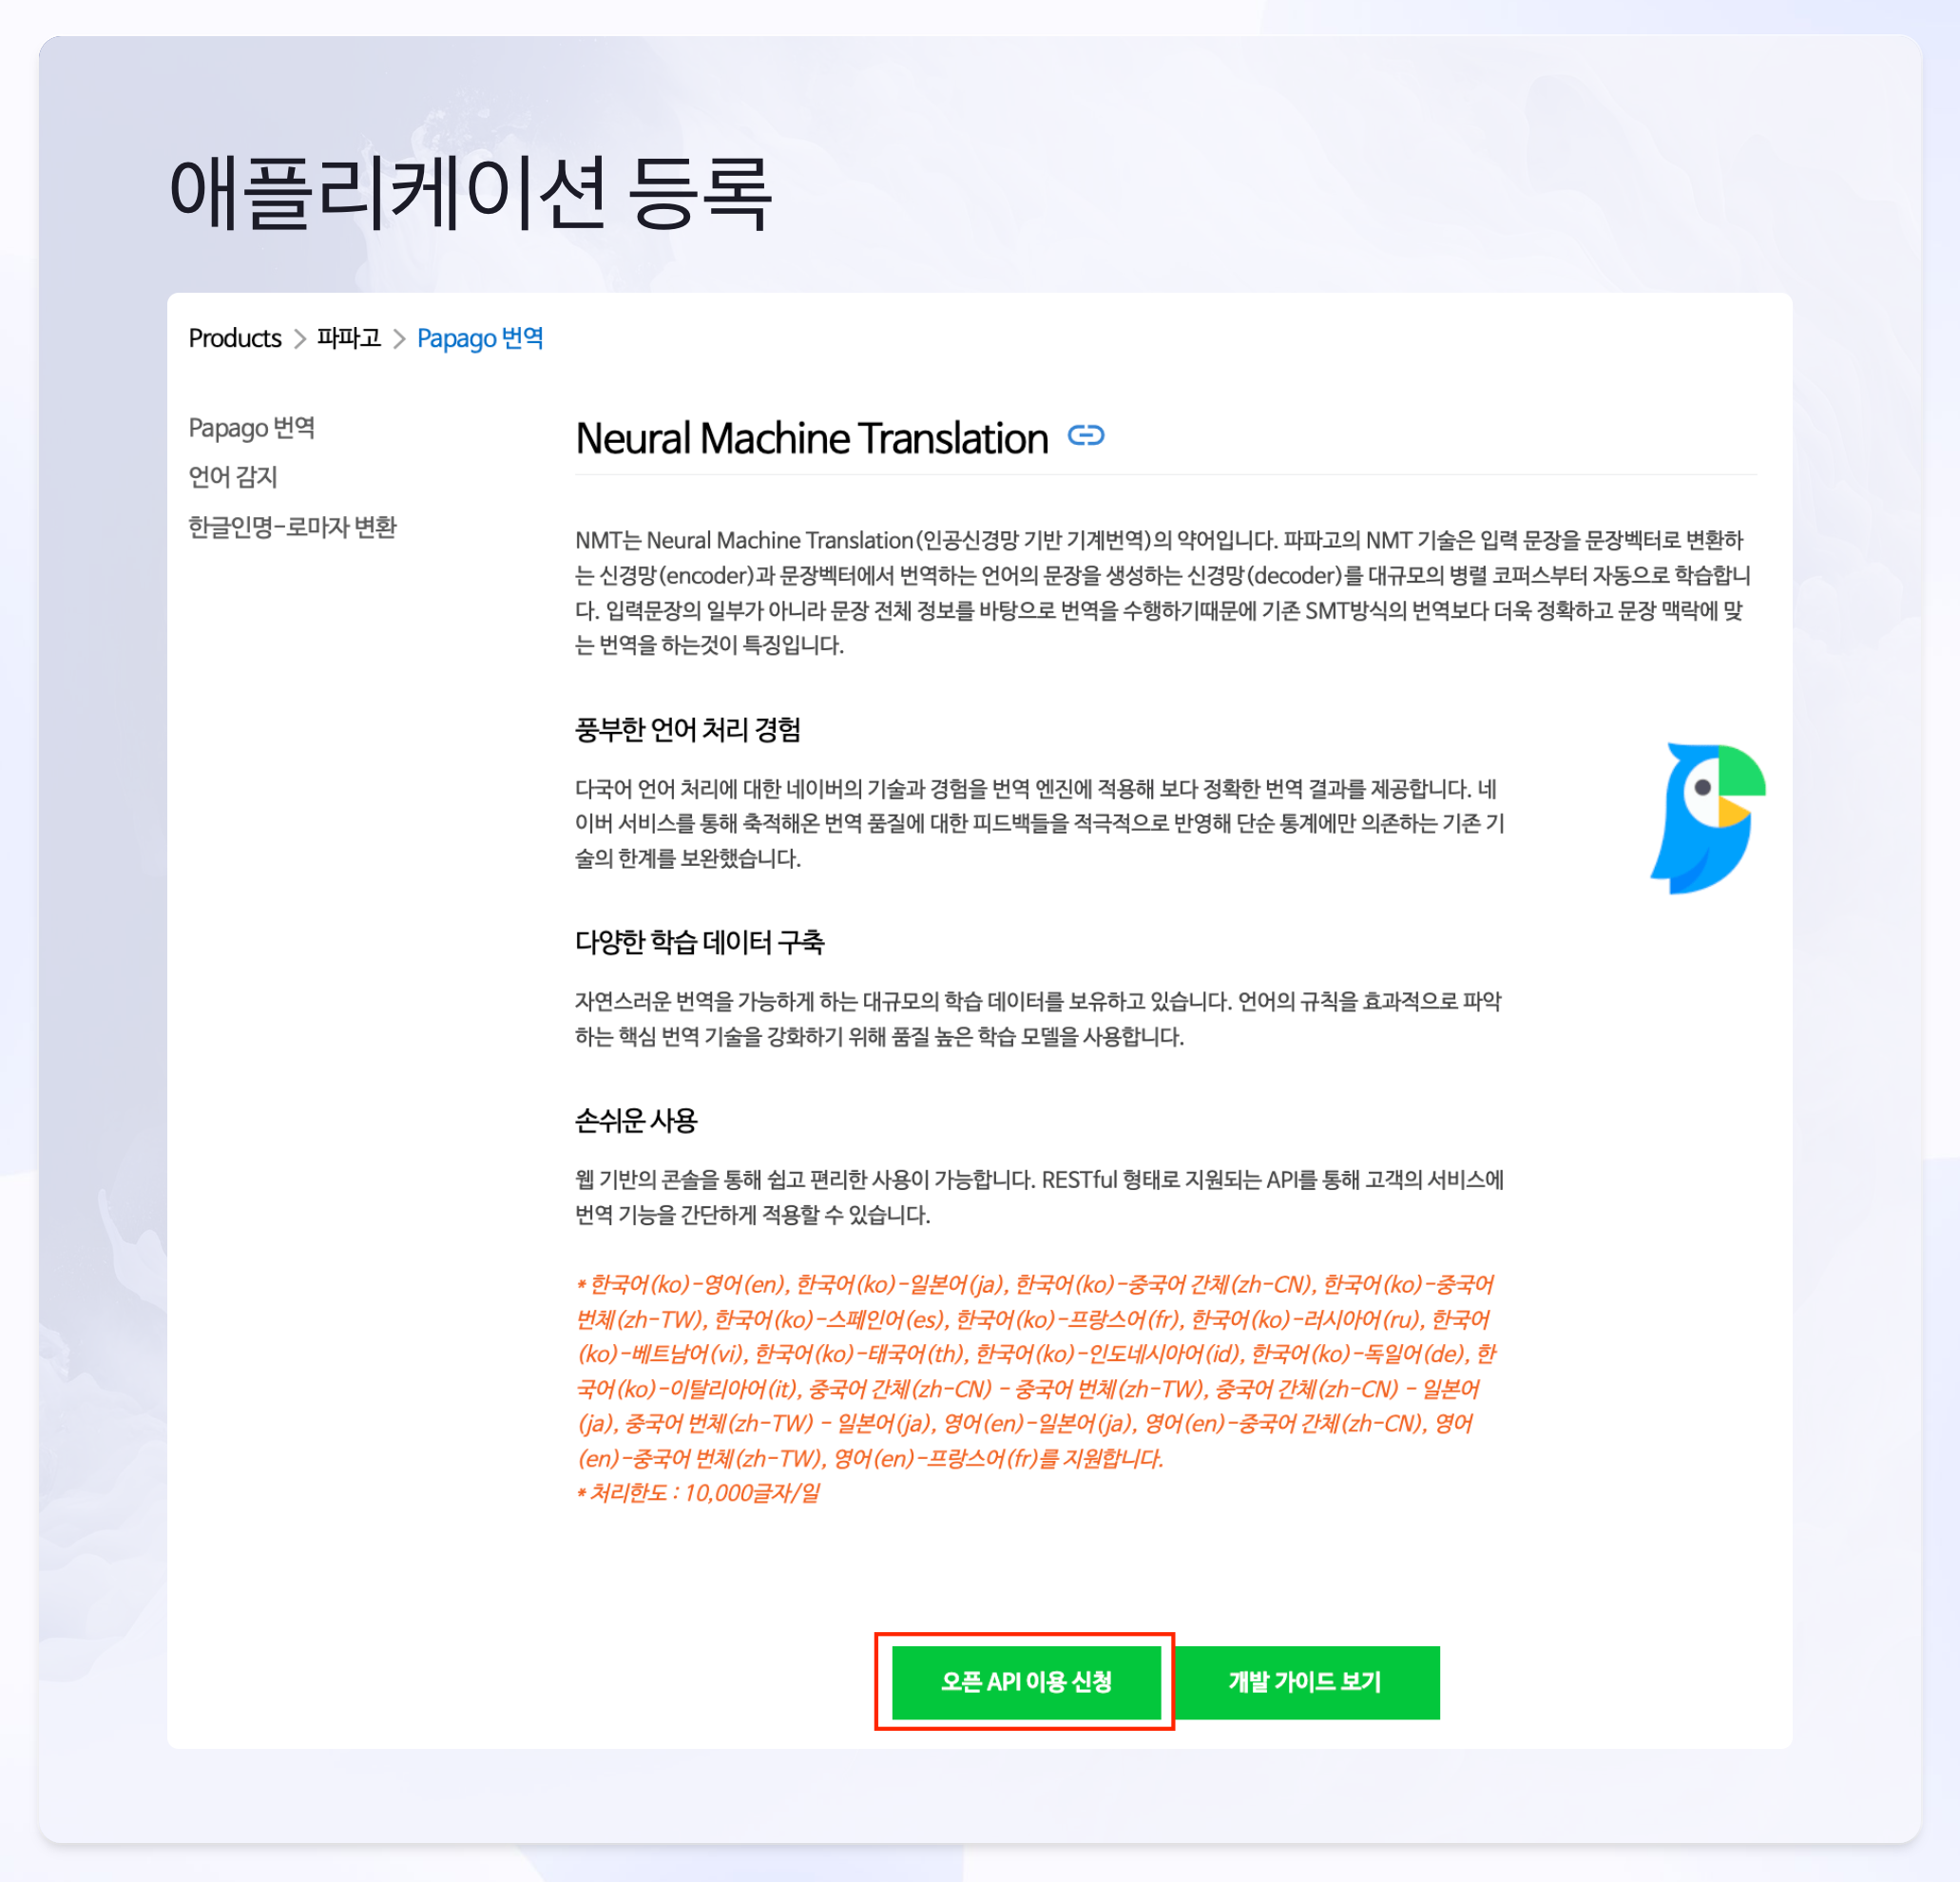 애플리케이션 등록
Products > 파파고 > Papago 번역
Papago 번역
언어 감지
한글인명-로마자 변환
Neural Machine Translation
NMT는 Neural Machine Translation(인공신경망 기반 기계번역)의 약어입니다. 파파고의 NMT 기술은 입력 문장을 문장벡터로 변환하
는 신경망(encoder)과 문장벡터에서 번역하는 언어의 문장을 생성하는 신경망(decoder)를 대규모의 병렬 코퍼스부터 자동으로 학습합니
다. 입력문장의 일부가 아니라 문장 전체 정보를 바탕으로 번역을 수행하기때문에 기존 SMT방식의 번역보다 더욱 정확하고 문장 맥락에 맞
는 번역을 하는것이 특징입니다.
풍부한 언어 처리 경험
다국어 언어 처리에 대한 네이버의 기술과 경험을 번역 엔진에 적용해 보다 정확한 번역 결과를 제공합니다. 네
이버 서비스를 통해 축적해온 번역 품질에 대한 피드백들을 적극적으로 반영해 단순 통계에만 의존하는 기존 기
술의 한계를 보완했습니다.
다양한 학습 데이터 구축
자연스러운 번역을 가능하게 하는 대규모의 학습 데이터를 보유하고 있습니다. 언어의 규칙을 효과적으로 파악
하는 핵심 번역 기술을 강화하기 위해 품질 높은 학습 모델을 사용합니다.
손쉬운 사용
웹 기반의 콘솔을 통해 쉽고 편리한 사용이 가능합니다. RESTful 형태로 지원되는 API를 통해 고객의 서비스에
번역 기능을 간단하게 적용할 수 있습니다.
* 한국어(ko)-영어(en), 한국어(ko)-일본어(ja), 한국어(ko)-중국어 간체(zh-CN), 한국어(ko)-중국어
번체(zh-TW), 한국어(ko)-스페인어(es), 한국어(ko)-프랑스어(fr), 한국어(ko)-러시아어(ru), 한국어
(ko)-베트남어(vi), 한국어(ko)-태국어(th), 한국어(ko)-인도네시아어(id), 한국어(ko)-독일어(de), 한
국어(ko)-이탈리아어(it), 중국어 간체(zh-CN) - 중국어 번체(zh-TW), 중국어 간체(zh-CN) - 일본어
(ja), 중국어 번체(zh-TW) - 일본어(ja), 영어(en)-일본어(ja), 영어(en)-중국어 간체(zh-CN), 영어
(en)-중국어 번체(zh-TW), 영어(en)-프랑스어(fr)를 지원합니다.
* 처리한도 : 10,000글자/일
오픈 API 이용 신청
개발 가이드 보기